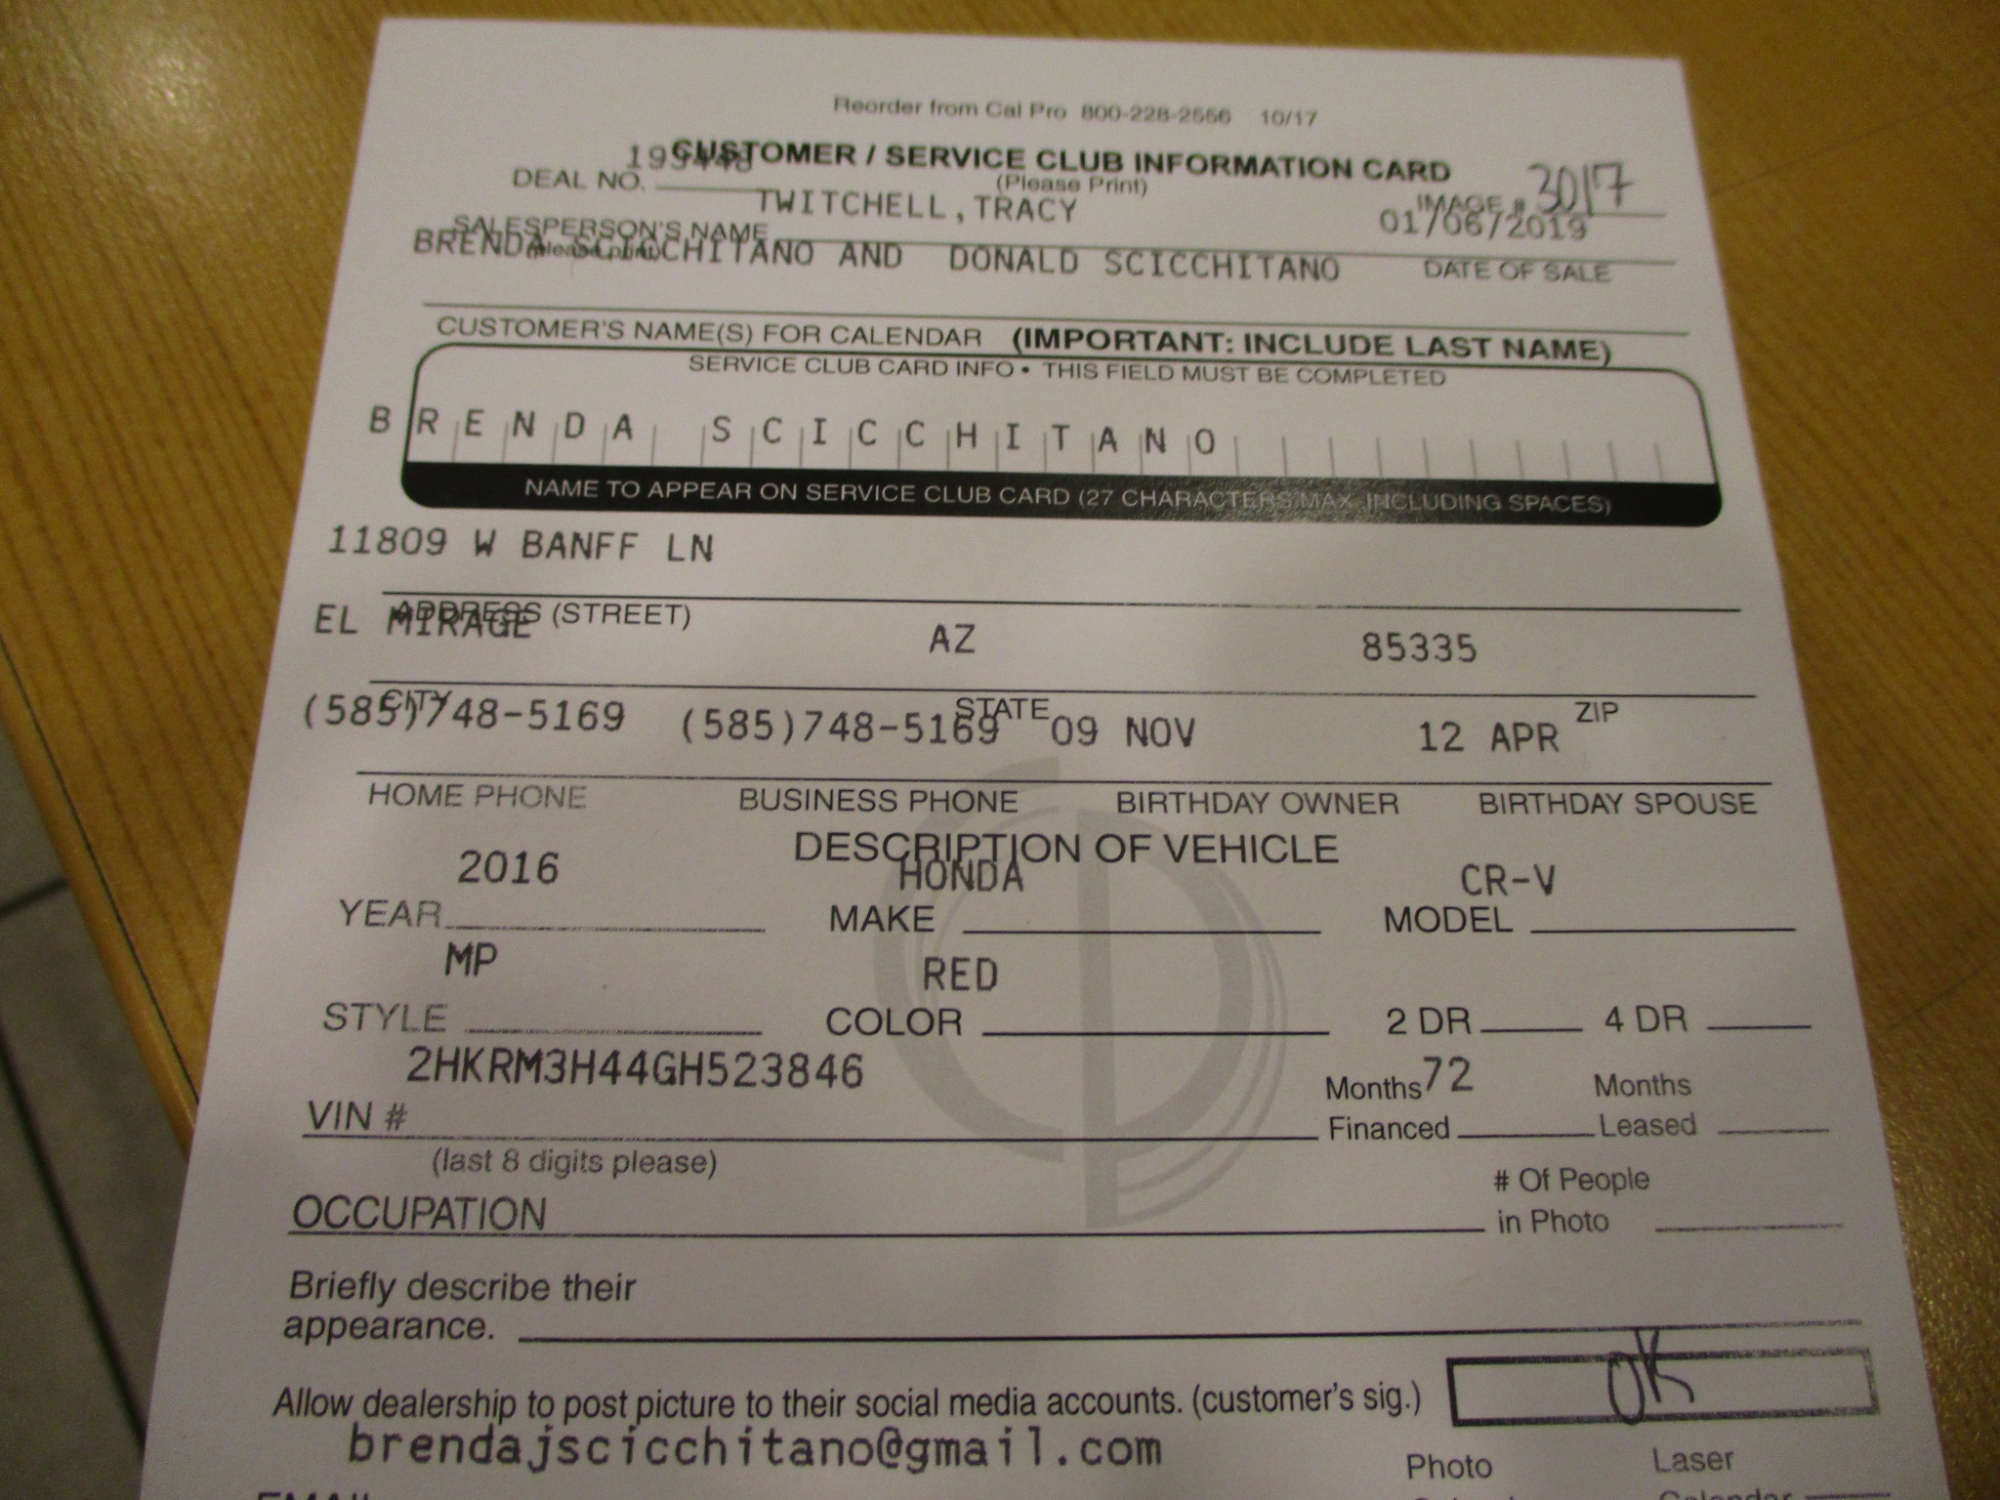 Reorder from Cal Pro 800-228-2556 10/17
CUSTOMER / SERVICE CLUB INFORMATION CARD
(Please Print)
DEAL NO.
IMAGE # 3017
TWITCHELL, TRACY
01/06/2019
SALESPERSON'S NAME
(please print)
BRENDA SCICCHITANO AND DONALD SCICCHITANO
DATE OF SALE
CUSTOMER'S NAME(S) FOR CALENDAR (IMPORTANT: INCLUDE LAST NAME)
SERVICE CLUB CARD INFO • THIS FIELD MUST BE COMPLETED
BRENDA SCICCHITANO
NAME TO APPEAR ON SERVICE CLUB CARD (27 CHARACTERS MAX. INCLUDING SPACES)
11809 W BANFF LN
ADDRESS (STREET)
EL MIRAGE AZ 85335
CITY STATE ZIP
(585)748-5169 (585)748-5169 09 NOV 12 APR
HOME PHONE BUSINESS PHONE BIRTHDAY OWNER BIRTHDAY SPOUSE
DESCRIPTION OF VEHICLE
2016 HONDA CR-V
YEAR MAKE MODEL
MP RED
STYLE COLOR 2 DR 4 DR
2HKRM3H44GH523846
VIN # Months Financed 72 Months Leased
(last 8 digits please)
OCCUPATION # Of People in Photo
Briefly describe their
appearance.
OK
Allow dealership to post picture to their social media accounts. (customer's sig.)
brendajscicchitano@gmail.com
Photo Laser